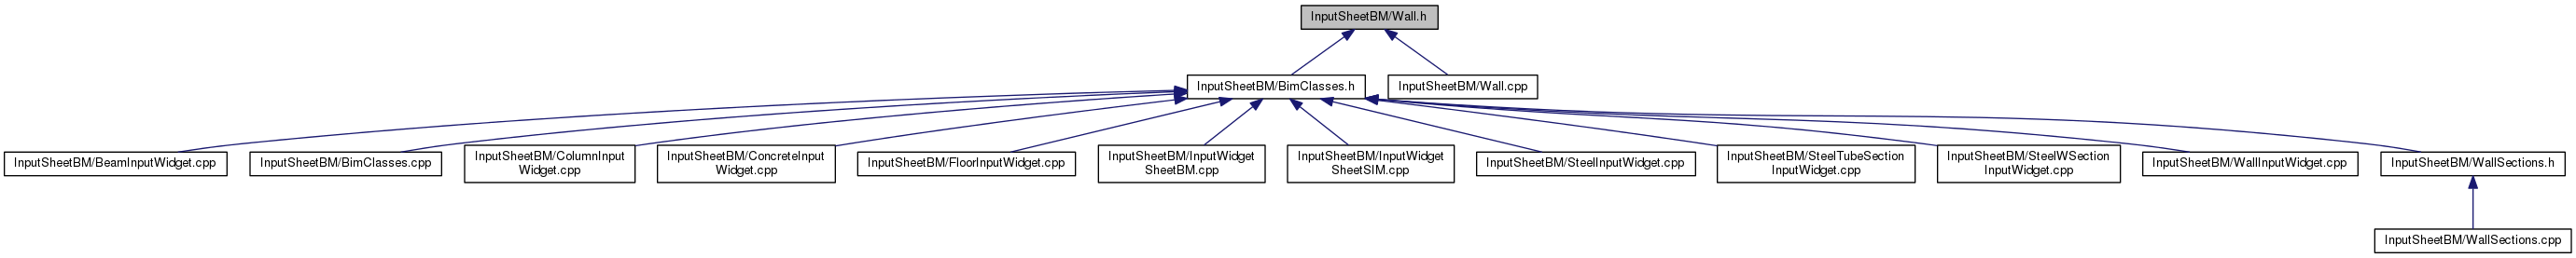 InputSheetBM/Wall.h
InputSheetBM/BimClasses.h
InputSheetBM/Wall.cpp
InputSheetBM/BeamInputWidget.cpp
InputSheetBM/BimClasses.cpp
InputSheetBM/ColumnInput
Widget.cpp
InputSheetBM/ConcreteInput
Widget.cpp
InputSheetBM/FloorInputWidget.cpp
InputSheetBM/InputWidget
SheetBM.cpp
InputSheetBM/InputWidget
SheetSIM.cpp
InputSheetBM/SteelInputWidget.cpp
InputSheetBM/SteelTubeSection
InputWidget.cpp
InputSheetBM/SteelWSection
InputWidget.cpp
InputSheetBM/WallInputWidget.cpp
InputSheetBM/WallSections.h
InputSheetBM/WallSections.cpp